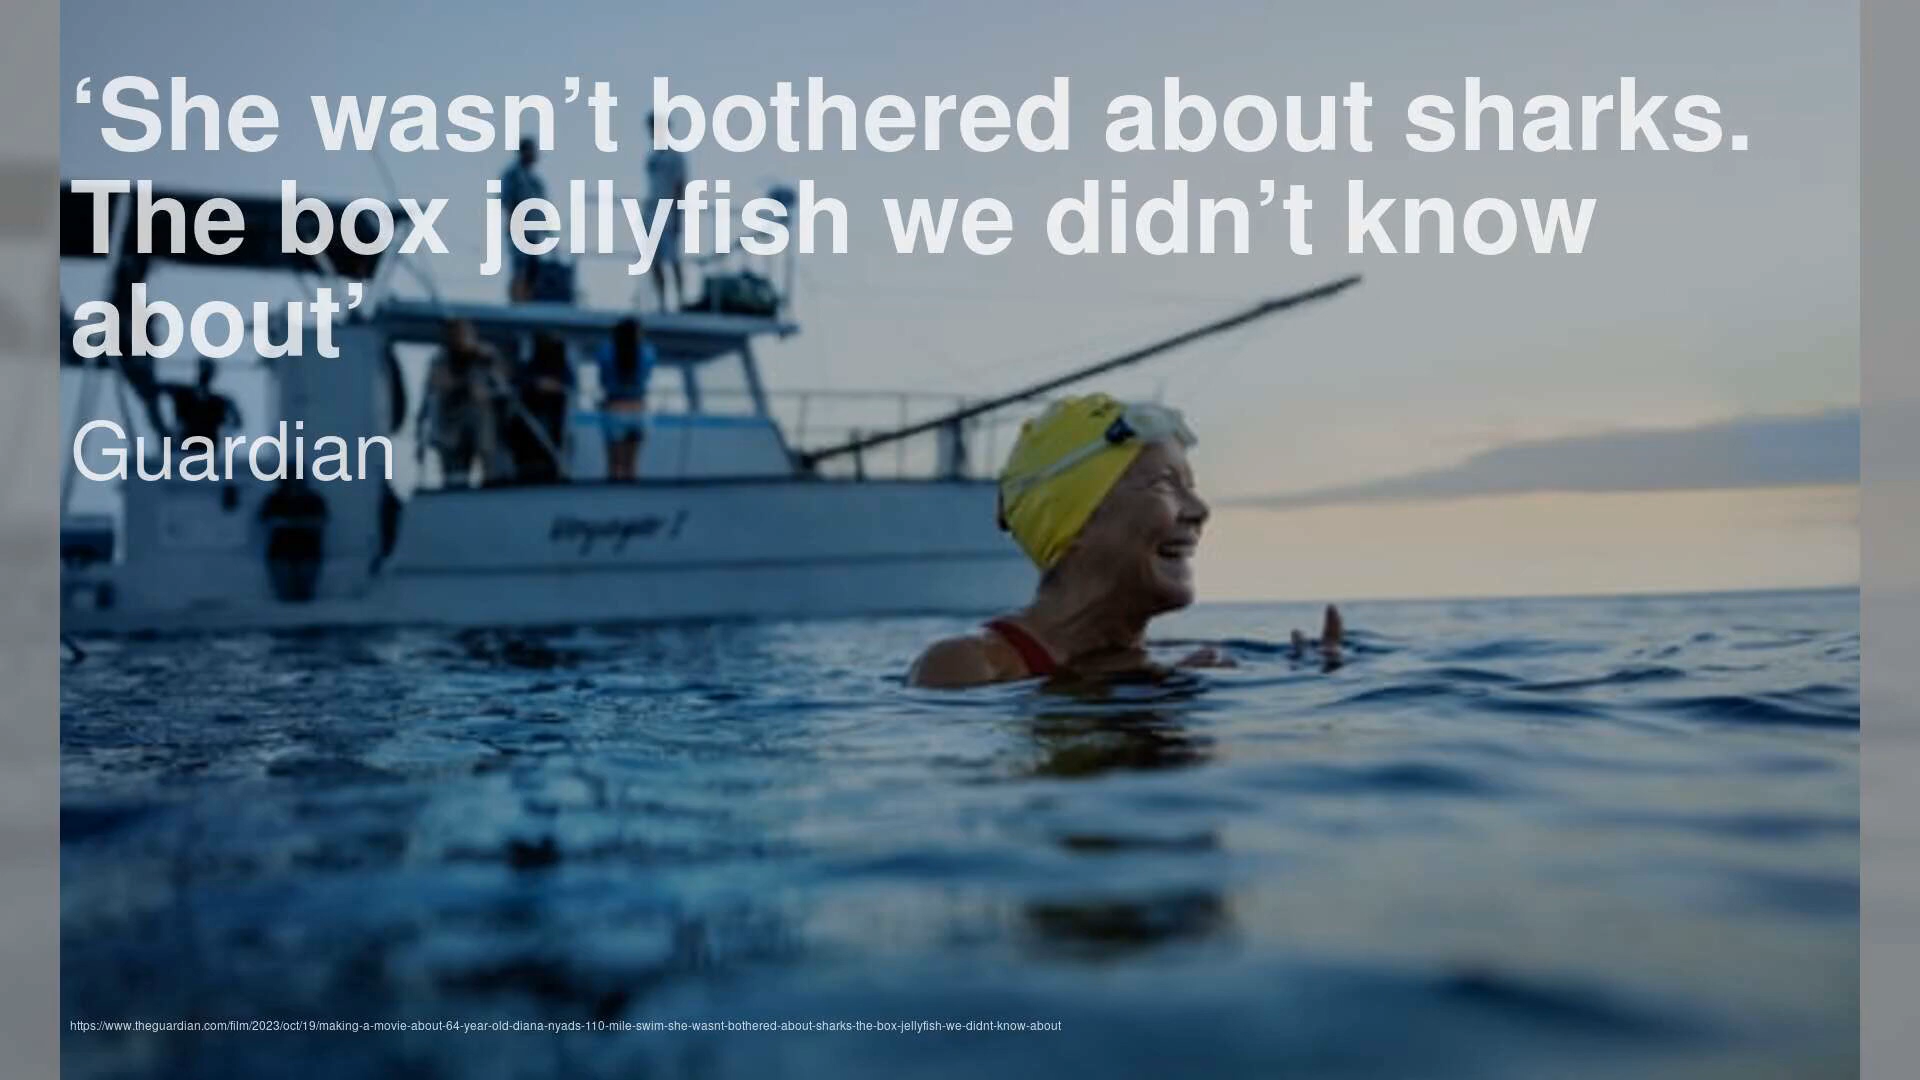 ‘She wasn’t bothered about sharks.
The box jellyfish we didn’t know
about’
Guardian
Voyager I
https://www.theguardian.com/film/2023/oct/19/making-a-movie-about-64-year-old-diana-nyads-110-mile-swim-she-wasnt-bothered-about-sharks-the-box-jellyfish-we-didnt-know-about